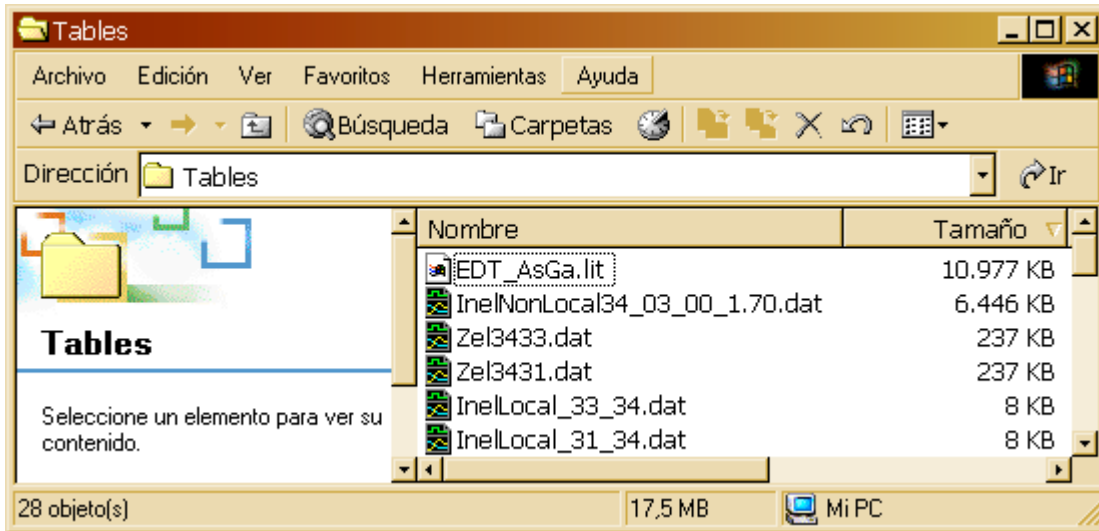 Tables
Archivo Edición Ver Favoritos Herramientas Ayuda
Atrás Búsqueda Carpetas
Dirección Tables Ir
Nombre Tamaño
EDT_AsGa.lit 10.977 KB
InelNonLocal34_03_00_1.70.dat 6.446 KB
Zel3433.dat 237 KB
Zel3431.dat 237 KB
InelLocal_33_34.dat 8 KB
InelLocal_31_34.dat 8 KB
Tables
Seleccione un elemento para ver su
contenido.
28 objeto(s) 17,5 MB Mi PC